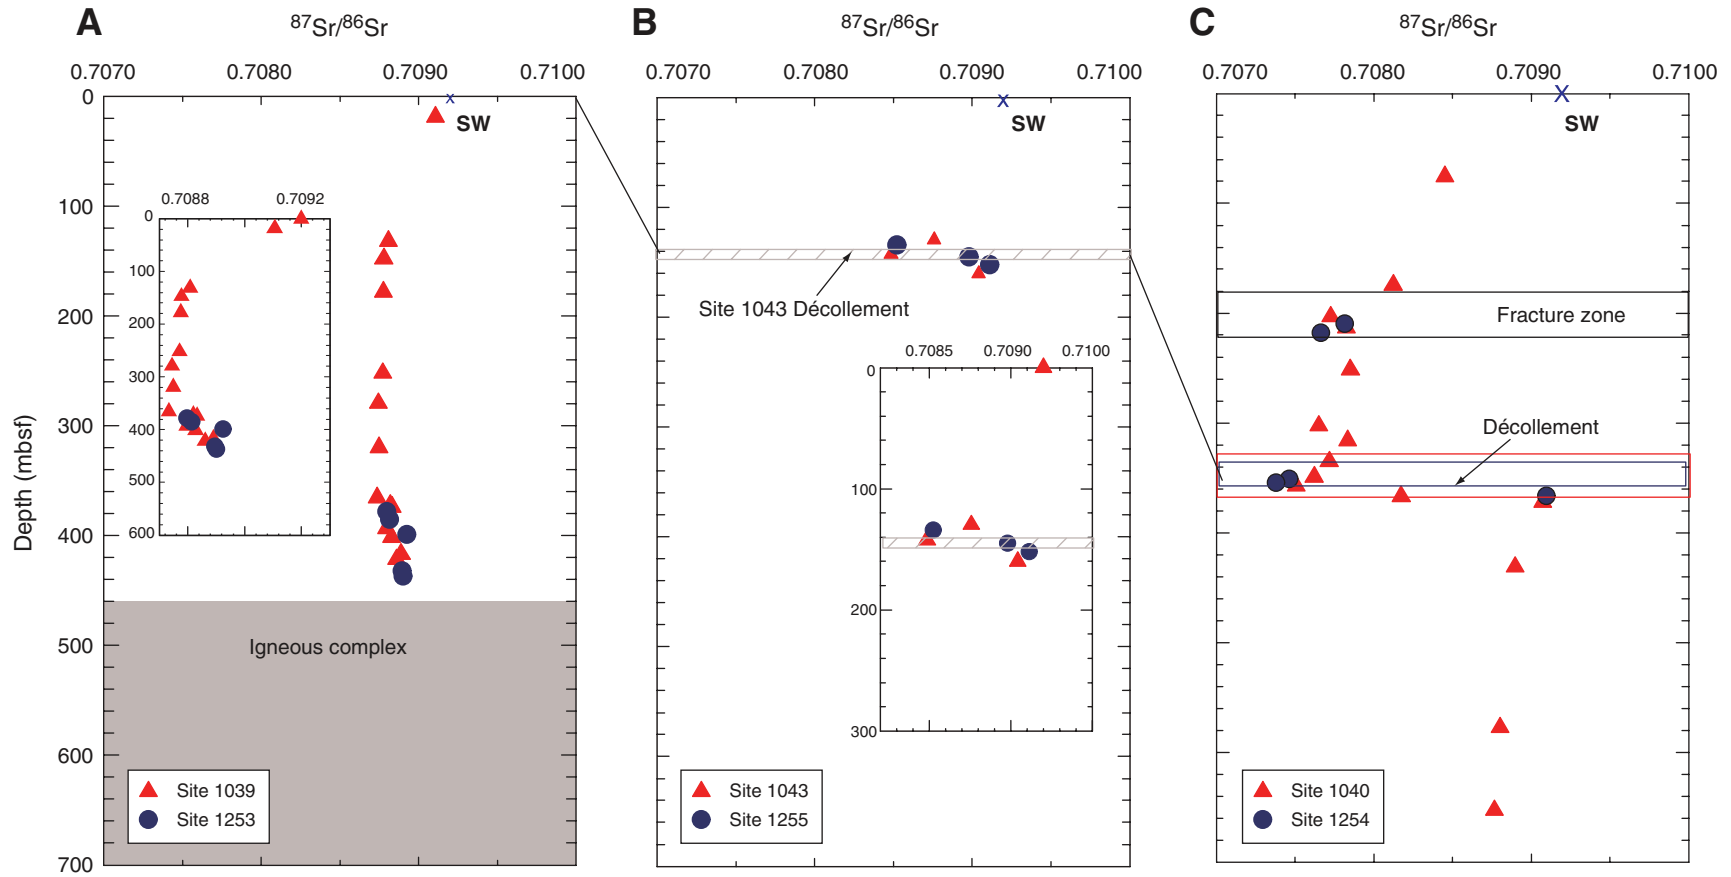 A
87Sr/86Sr
0.7070 0.7080 0.7090 0.7100
0
100
200
300
400
500
600
700
Depth (mbsf)
x
SW
0.7088 0.7092
0
100
200
300
400
500
600
Igneous complex
Site 1039
Site 1253
B
87Sr/86Sr
0.7070 0.7080 0.7090 0.7100
x
SW
Site 1043 Décollement
0.7085 0.7090 0.7100
0
100
200
300
Site 1043
Site 1255
C
87Sr/86Sr
0.7070 0.7080 0.7090 0.7100
X
SW
Fracture zone
Décollement
Site 1040
Site 1254